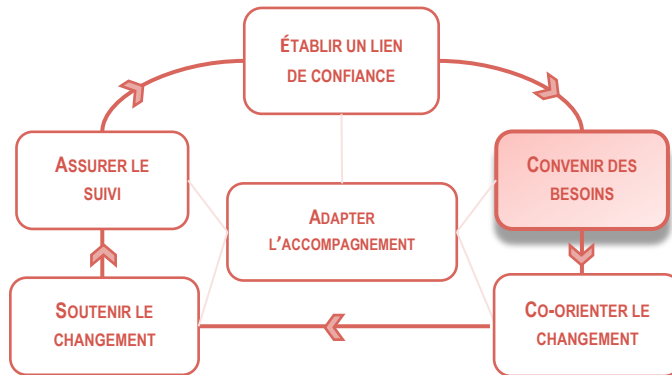 ÉTABLIR UN LIEN
DE CONFIANCE
ASSURER LE
SUIVI
CONVENIR DES
BESOINS
ADAPTER
L'ACCOMPAGNEMENT
SOUTENIR LE
CHANGEMENT
CO-ORIENTER LE
CHANGEMENT